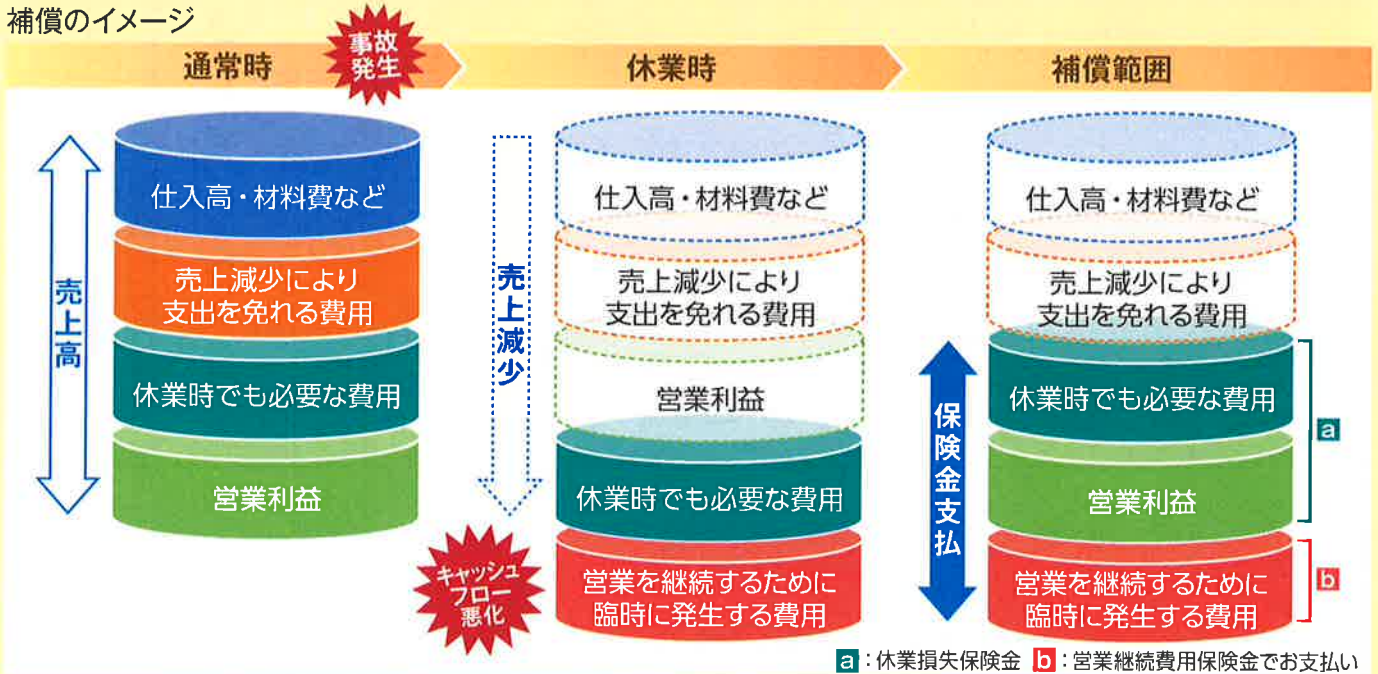 補償のイメージ
通常時
事故
発生
休業時
補償範囲
売上高
仕入高・材料費など
売上減少により
支出を免れる費用
休業時でも必要な費用
営業利益
売上減少
仕入高・材料費など
売上減少により
支出を免れる費用
営業利益
休業時でも必要な費用
営業を継続するために
臨時に発生する費用
キャッシュ
フロー
悪化
保険金支払
仕入高・材料費など
売上減少により
支出を免れる費用
休業時でも必要な費用
営業利益
営業を継続するために
臨時に発生する費用
a
b
a：休業損失保険金 b：営業継続費用保険金でお支払い